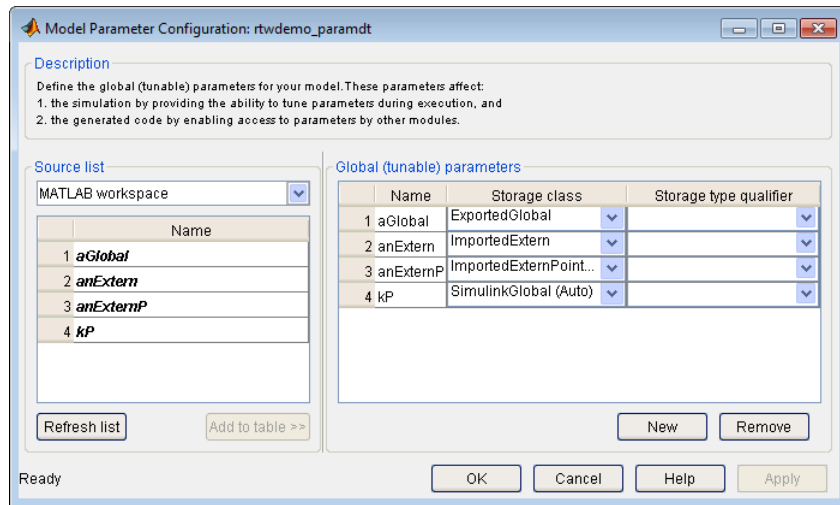 Model Parameter Configuration: rtwdemo_paramdt
Description
Define the global (tunable) parameters for your model.These parameters affect:
1. the simulation by providing the ability to tune parameters during execution, and
2. the generated code by enabling access to parameters by other modules.
Source list
MATLAB workspace
Name
1 aGlobal
2 anExtern
3 anExternP
4 kP
Refresh list
Add to table >>
Global (tunable) parameters
Name Storage class Storage type qualifier
1 aGlobal ExportedGlobal
2 anExtern ImportedExtern
3 anExternP ImportedExternPoint...
4 kP SimulinkGlobal (Auto)
New Remove
Ready
OK Cancel Help Apply